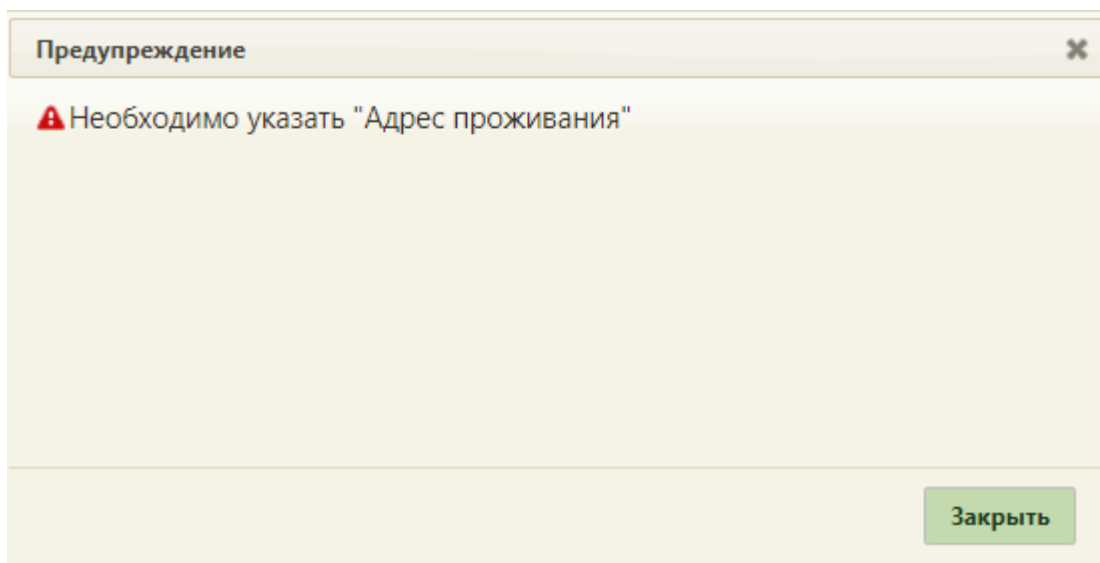 Предупреждение
Необходимо указать "Адрес проживания"
Закрыть